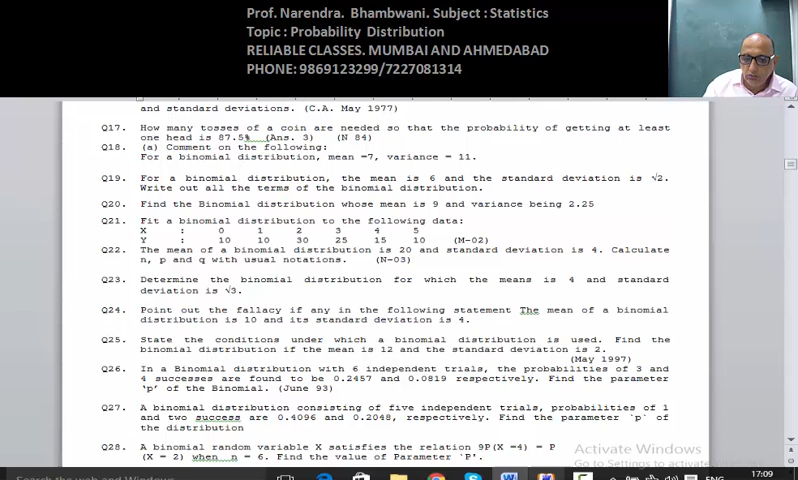 Prof. Narendra. Bhambwani. Subject : Statistics
Topic : Probability Distribution
RELIABLE CLASSES. MUMBAI AND AHMEDABAD
PHONE: 9869123299/7227081314
and standard deviations. (C.A. May 1977)
Q17. How many tosses of a coin are needed so that the probability of getting at least
one head is 87.5% (Ans. 3) (N 84)
Q18. (a) Comment on the following:
For a binomial distribution, mean =7, variance = 11.
Q19. For a binomial distribution, the mean is 6 and the standard deviation is √2.
Write out all the terms of the binomial distribution.
Q20. Find the Binomial distribution whose mean is 9 and variance being 2.25
Q21. Fit a binomial distribution to the following data:
X : 0 1 2 3 4 5
Y : 10 10 30 25 15 10 (M-02)
Q22. The mean of a binomial distribution is 20 and standard deviation is 4. Calculate
n, p and q with usual notations. (N-03)
Q23. Determine the binomial distribution for which the means is 4 and standard
deviation is √3.
Q24. Point out the fallacy if any in the following statement The mean of a binomial
distribution is 10 and its standard deviation is 4.
Q25. State the conditions under which a binomial distribution is used. Find the
binomial distribution if the mean is 12 and the standard deviation is 2.
(May 1997)
Q26. In a Binomial distribution with 6 independent trials, the probabilities of 3 and
4 successes are found to be 0.2457 and 0.0819 respectively. Find the parameter
'p' of the Binomial. (June 93)
Q27. A binomial distribution consisting of five independent trials, probabilities of 1
and two success are 0.4096 and 0.2048, respectively. Find the parameter `p` of
the distribution
Q28. A binomial random variable X satisfies the relation 9P(X =4) = P
(X = 2) when n = 6. Find the value of Parameter `P'.
Activate Windows
Go to Settings to activate
Search the web and Windows
17:09